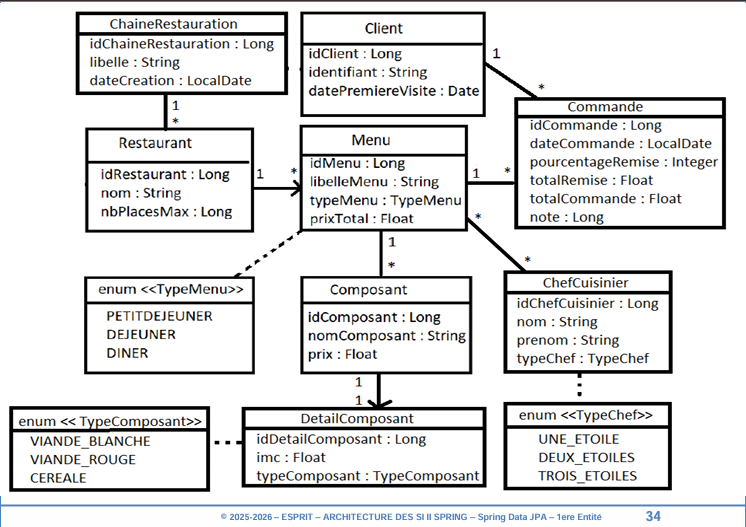 ChaineRestauration
idChaineRestauration : Long
libelle : String
dateCreation : LocalDate
Client
idClient : Long
identifiant : String
datePremiereVisite : Date
1
*
1
*
Commande
idCommande : Long
dateCommande : LocalDate
pourcentageRemise : Integer
totalRemise : Float
totalCommande : Float
note : Long
Restaurant
idRestaurant : Long
nom : String
nbPlacesMax : Long
1
*
Menu
idMenu : Long
libelleMenu : String
typeMenu : TypeMenu
prixTotal : Float
1
*
*
*
1
*
enum <<TypeMenu>>
PETITDEJEUNER
DEJEUNER
DINER
Composant
idComposant : Long
nomComposant : String
prix : Float
ChefCuisinier
idChefCuisinier : Long
nom : String
prenom : String
typeChef : TypeChef
1
1
enum << TypeComposant>>
VIANDE_BLANCHE
VIANDE_ROUGE
CEREALE
DetailComposant
idDetailComposant : Long
imc : Float
typeComposant : TypeComposant
enum <<TypeChef>>
UNE_ETOILE
DEUX_ETOILES
TROIS_ETOILES
© 2025-2026 – ESPRIT – ARCHITECTURE DES SI II SPRING – Spring Data JPA – 1ere Entité
34